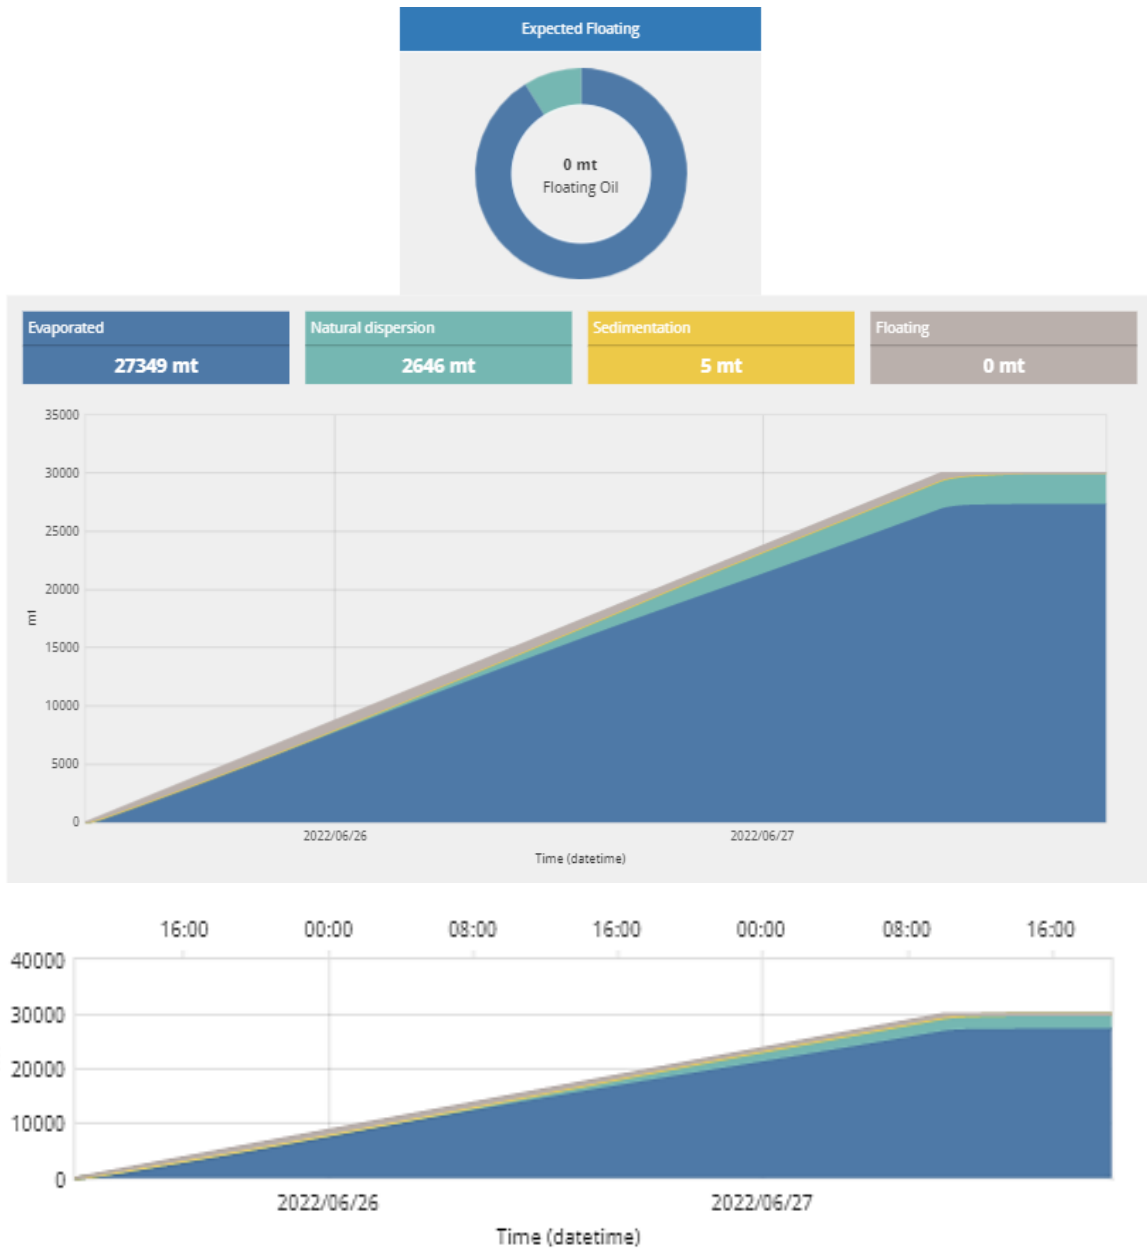 Expected Floating
0 mt
Floating Oil
Evaporated
27349 mt
Natural dispersion
2646 mt
Sedimentation
5 mt
Floating
0 mt
35000
30000
25000
20000
15000
10000
5000
0
mt
2022/06/26 2022/06/27
Time (datetime)
16:00 00:00 08:00 16:00 00:00 08:00 16:00
40000
30000
20000
10000
0
2022/06/26 2022/06/27
Time (datetime)